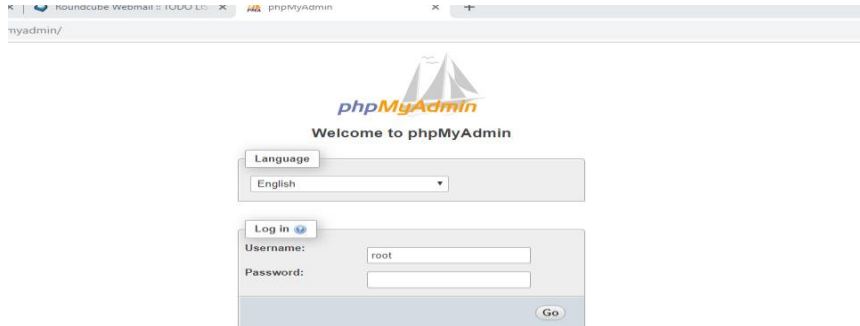 Roundcube Webmail :: TODO Lis
phpMyAdmin
myadmin/
phpMyAdmin
Welcome to phpMyAdmin
Language
English
Log in
Username:
root
Password:
Go